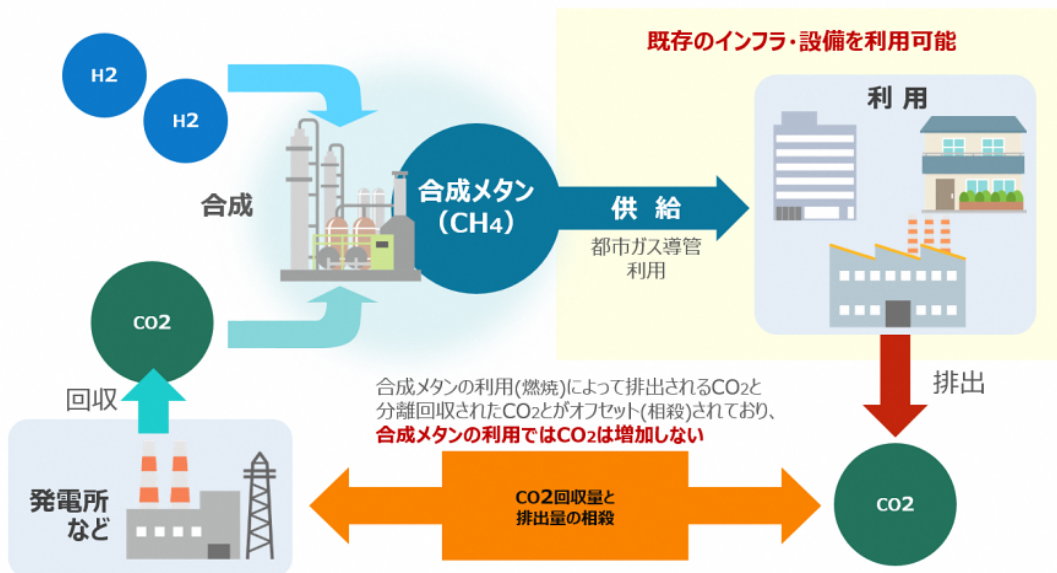 既存のインフラ・設備を利用可能
H2
H2
利用
合成
合成メタン
（CH4）
供給
都市ガス導管
利用
CO2
回収
合成メタンの利用(燃焼)によって排出されるCO₂と
分離回収されたCO₂とがオフセット(相殺)されており、
合成メタンの利用ではCO₂は増加しない
排出
発電所
など
CO2回収量と
排出量の相殺
CO2